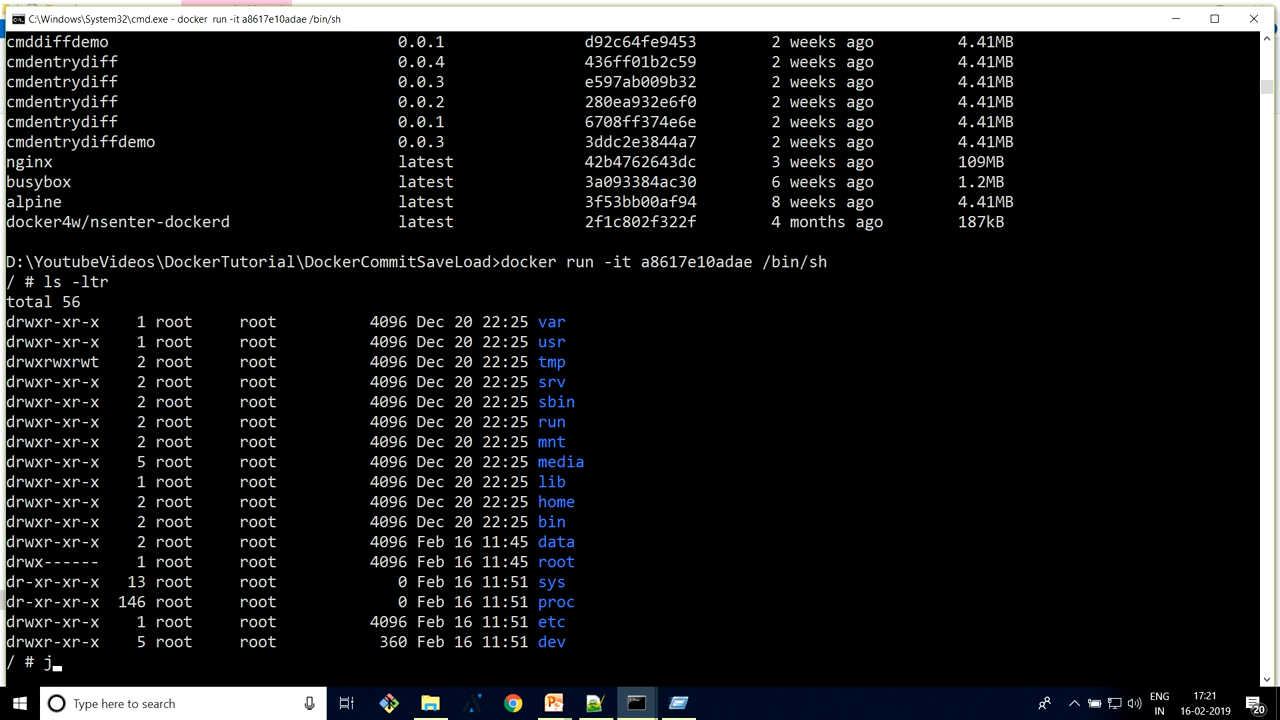 C:\Windows\System32\cmd.exe - docker run -it a8617e10adae /bin/sh
cmddiffdemo 0.0.1 d92c64fe9453 2 weeks ago 4.41MB
cmdentrydiff 0.0.4 436ff01b2c59 2 weeks ago 4.41MB
cmdentrydiff 0.0.3 e597ab009b32 2 weeks ago 4.41MB
cmdentrydiff 0.0.2 280ea932e6f0 2 weeks ago 4.41MB
cmdentrydiff 0.0.1 6708ff374e6e 2 weeks ago 4.41MB
cmdentrydiffdemo 0.0.3 3ddc2e3844a7 2 weeks ago 4.41MB
nginx latest 42b4762643dc 3 weeks ago 109MB
busybox latest 3a093384ac30 6 weeks ago 1.2MB
alpine latest 3f53bb00af94 8 weeks ago 4.41MB
docker4w/nsenter-dockerd latest 2f1c802f322f 4 months ago 187kB
D:\YoutubeVideos\DockerTutorial\DockerCommitSaveLoad>docker run -it a8617e10adae /bin/sh
/ # ls -ltr
total 56
drwxr-xr-x 1 root root 4096 Dec 20 22:25 var
drwxr-xr-x 1 root root 4096 Dec 20 22:25 usr
drwxrwxrwt 2 root root 4096 Dec 20 22:25 tmp
drwxr-xr-x 2 root root 4096 Dec 20 22:25 srv
drwxr-xr-x 2 root root 4096 Dec 20 22:25 sbin
drwxr-xr-x 2 root root 4096 Dec 20 22:25 run
drwxr-xr-x 2 root root 4096 Dec 20 22:25 mnt
drwxr-xr-x 5 root root 4096 Dec 20 22:25 media
drwxr-xr-x 1 root root 4096 Dec 20 22:25 lib
drwxr-xr-x 2 root root 4096 Dec 20 22:25 home
drwxr-xr-x 2 root root 4096 Dec 20 22:25 bin
drwxr-xr-x 2 root root 4096 Feb 16 11:45 data
drwx------ 1 root root 4096 Feb 16 11:45 root
dr-xr-xr-x 13 root root 0 Feb 16 11:51 sys
dr-xr-xr-x 146 root root 0 Feb 16 11:51 proc
drwxr-xr-x 1 root root 4096 Feb 16 11:51 etc
drwxr-xr-x 5 root root 360 Feb 16 11:51 dev
/ # j_
Type here to search
ENG 17:21
IN 16-02-2019
20